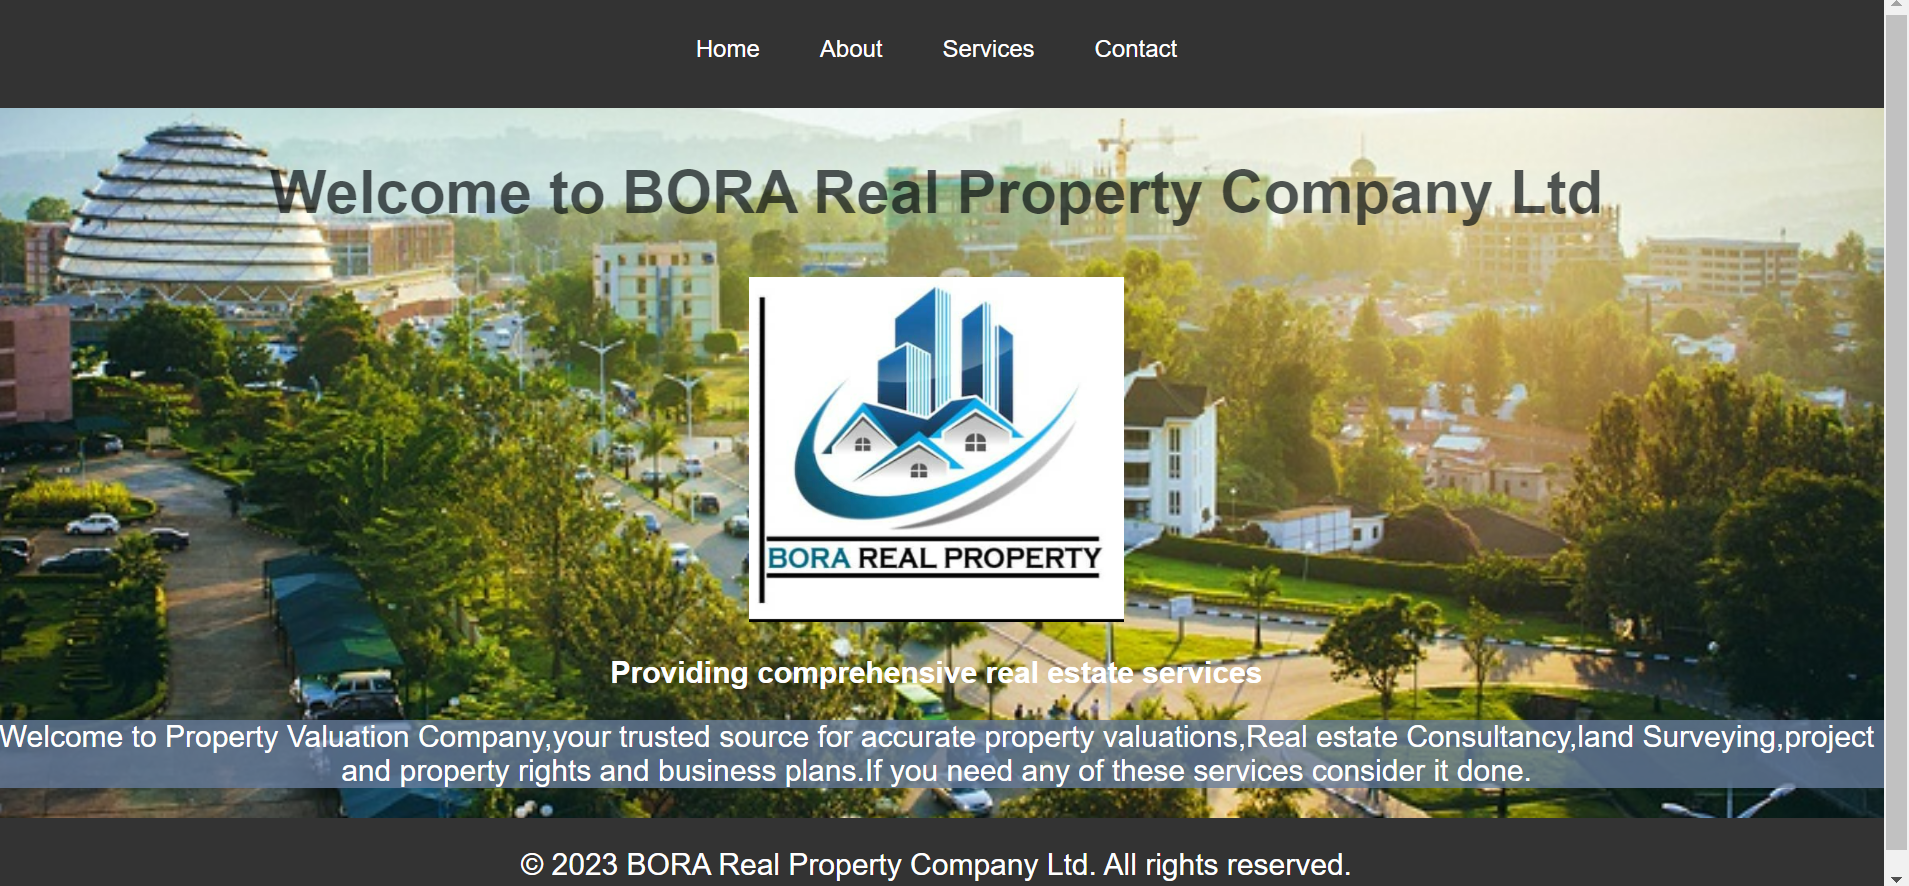 Home About Services Contact
Welcome to BORA Real Property Company Ltd
BORA REAL PROPERTY
Providing comprehensive real estate services
Welcome to Property Valuation Company,your trusted source for accurate property valuations,Real estate Consultancy,land Surveying,project
and property rights and business plans.If you need any of these services consider it done.
© 2023 BORA Real Property Company Ltd. All rights reserved.